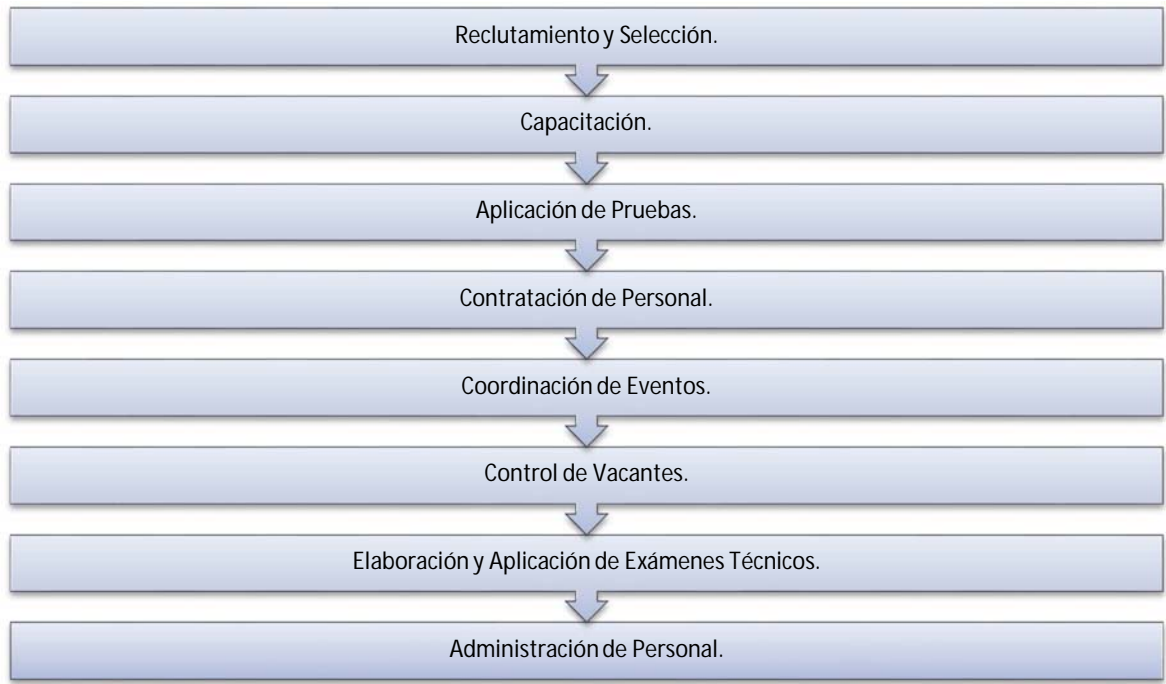 Reclutamiento y Selección.
Capacitación.
Aplicación de Pruebas.
Contratación de Personal.
Coordinación de Eventos.
Control de Vacantes.
Elaboración y Aplicación de Exámenes Técnicos.
Administración de Personal.